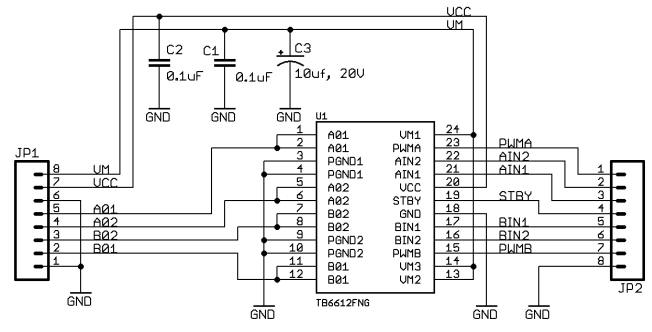 VCC
VM
C2
C1
C3
0.1uF
0.1uF
10uf, 20V
GND
GND
GND
U1
JP1
1 A01 VM1 24
2 A01 PWMA 23 PWMA
3 PGND1 AIN2 22 AIN2
4 PGND1 AIN1 21 AIN1
5 A02 VCC 20
6 A02 STBY 19 STBY
7 B02 GND 18
8 B02 BIN1 17 BIN1
9 PGND2 BIN2 16 BIN2
10 PGND2 PWMB 15 PWMB
11 B01 VM3 14
12 B01 VM2 13
8 VM
7 VCC
6
5 A01
4 A02
3 B02
2 B01
1
1
2
3
4
5
6
7
8
JP2
GND
GND
TB6612FNG
GND
GND